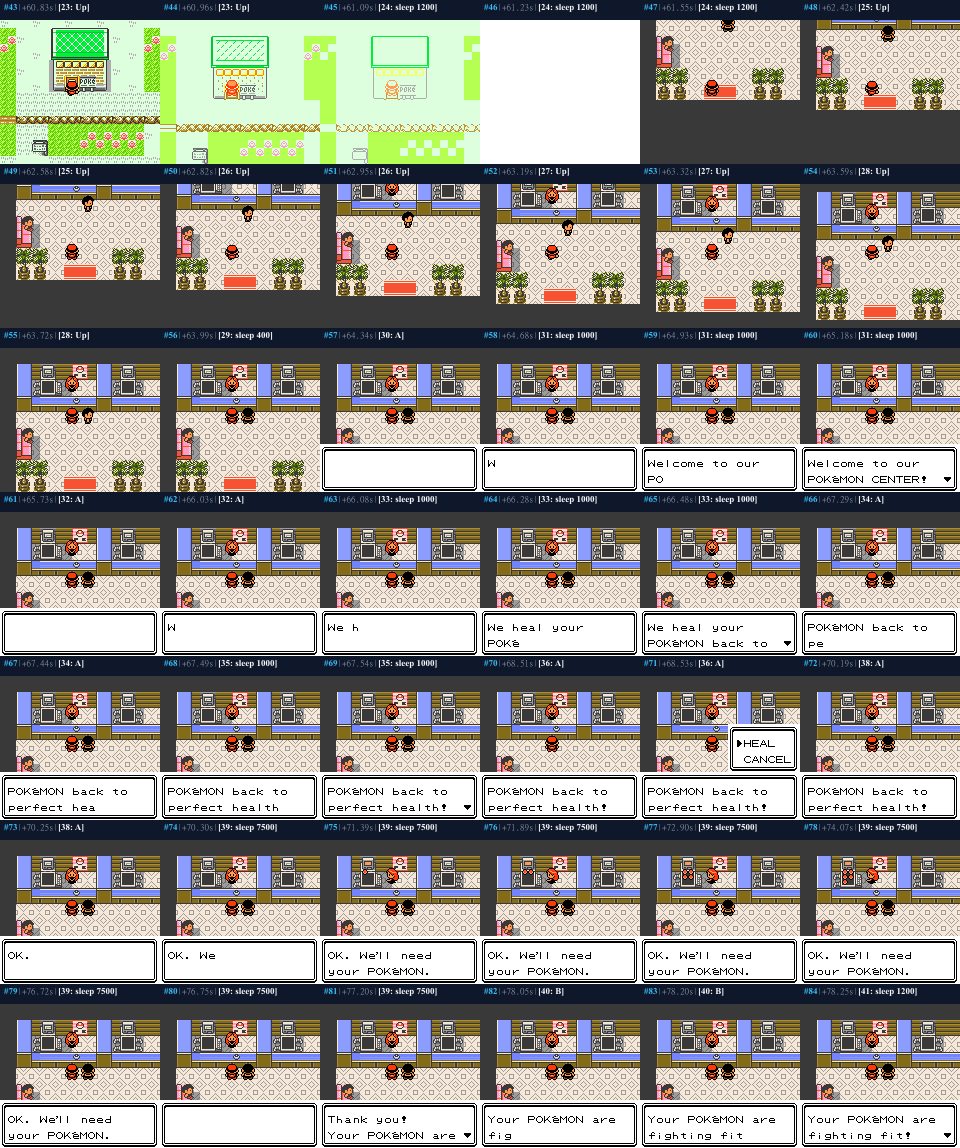 #43|+60.83s|[23: Up]
#44|+60.96s|[23: Up]
#45|+61.09s|[24: sleep 1200]
#46|+61.23s|[24: sleep 1200]
#47|+61.55s|[24: sleep 1200]
#48|+62.42s|[25: Up]
POKé
POKé
POKé
#49|+62.58s|[25: Up]
#50|+62.82s|[26: Up]
#51|+62.95s|[26: Up]
#52|+63.19s|[27: Up]
#53|+63.32s|[27: Up]
#54|+63.59s|[28: Up]
#55|+63.72s|[28: Up]
#56|+63.99s|[29: sleep 400]
#57|+64.34s|[30: A]
#58|+64.68s|[31: sleep 1000]
#59|+64.93s|[31: sleep 1000]
#60|+65.18s|[31: sleep 1000]
W
Welcome to our
PO
Welcome to our
POKéMON CENTER!
#61|+65.73s|[32: A]
#62|+66.03s|[32: A]
#63|+66.08s|[33: sleep 1000]
#64|+66.28s|[33: sleep 1000]
#65|+66.48s|[33: sleep 1000]
#66|+67.29s|[34: A]
W
We h
We heal your
POKé
We heal your
POKéMON back to
POKéMON back to
pe
#67|+67.44s|[34: A]
#68|+67.49s|[35: sleep 1000]
#69|+67.54s|[35: sleep 1000]
#70|+68.51s|[36: A]
#71|+68.53s|[36: A]
#72|+70.19s|[38: A]
POKéMON back to
perfect hea
POKéMON back to
perfect health
POKéMON back to
perfect health!
POKéMON back to
perfect health!
HEAL
CANCEL
POKéMON back to
perfect health!
POKéMON back to
perfect health!
#73|+70.25s|[38: A]
#74|+70.30s|[39: sleep 7500]
#75|+71.39s|[39: sleep 7500]
#76|+71.89s|[39: sleep 7500]
#77|+72.90s|[39: sleep 7500]
#78|+74.07s|[39: sleep 7500]
OK.
OK. We
OK. We'll need
your POKéMON.
OK. We'll need
your POKéMON.
OK. We'll need
your POKéMON.
OK. We'll need
your POKéMON.
#79|+76.72s|[39: sleep 7500]
#80|+76.75s|[39: sleep 7500]
#81|+77.20s|[39: sleep 7500]
#82|+78.05s|[40: B]
#83|+78.20s|[40: B]
#84|+78.25s|[41: sleep 1200]
OK. We'll need
your POKéMON.
Thank you!
Your POKéMON are
Your POKéMON are
fig
Your POKéMON are
fighting fit
Your POKéMON are
fighting fit!